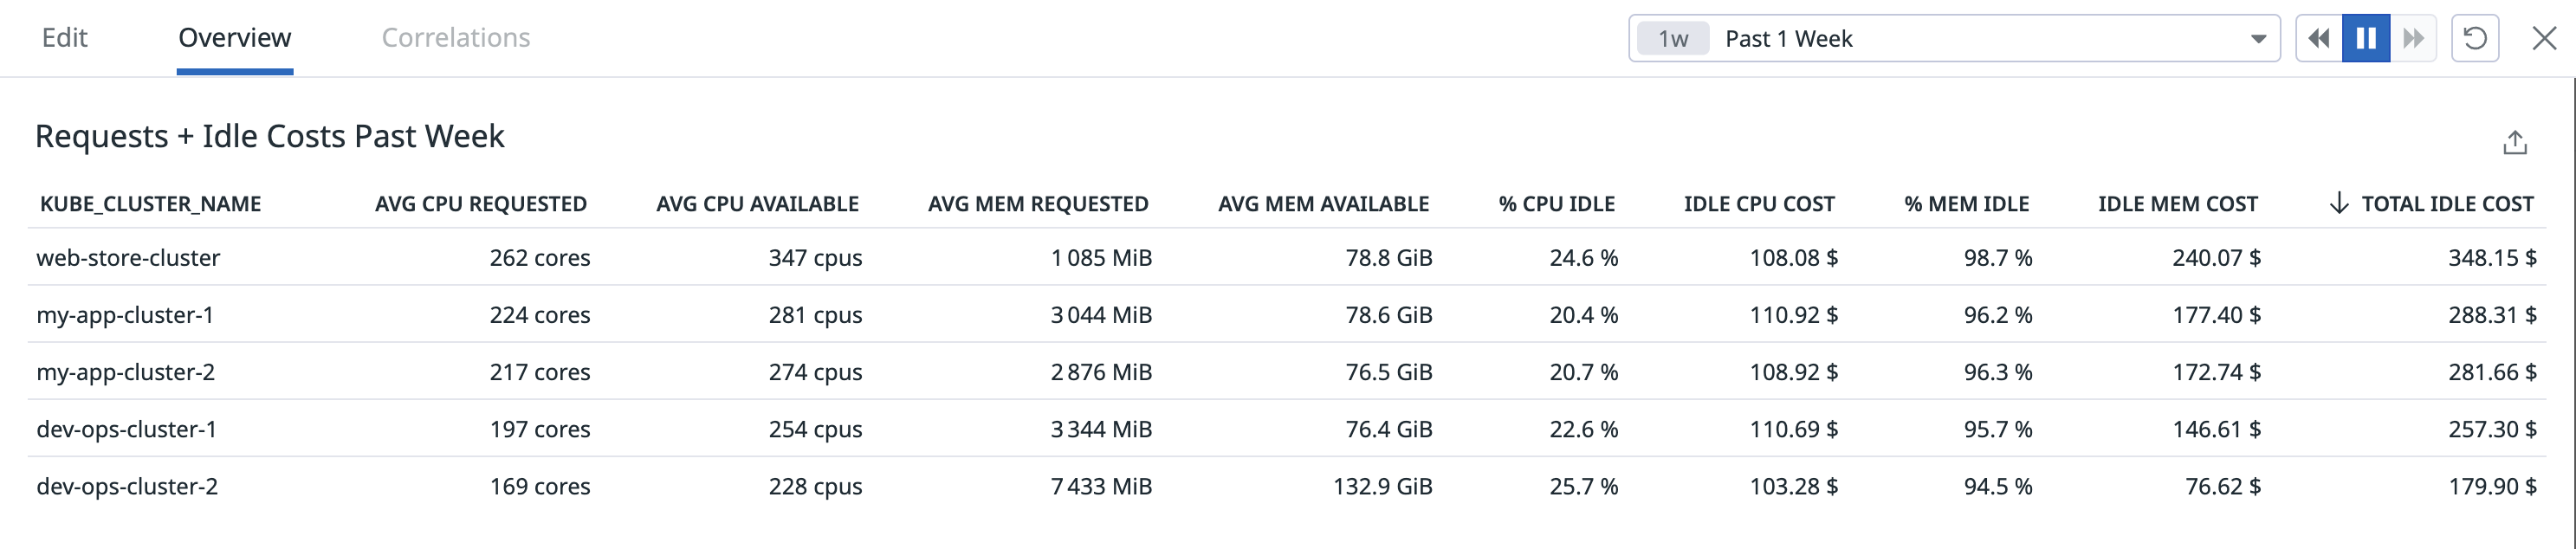 Edit Overview Correlations 1w Past 1 Week
Requests + Idle Costs Past Week
KUBE_CLUSTER_NAME AVG CPU REQUESTED AVG CPU AVAILABLE AVG MEM REQUESTED AVG MEM AVAILABLE % CPU IDLE IDLE CPU COST % MEM IDLE IDLE MEM COST ↓ TOTAL IDLE COST
web-store-cluster 262 cores 347 cpus 1 085 MiB 78.8 GiB 24.6 % 108.08 $ 98.7 % 240.07 $ 348.15 $
my-app-cluster-1 224 cores 281 cpus 3 044 MiB 78.6 GiB 20.4 % 110.92 $ 96.2 % 177.40 $ 288.31 $
my-app-cluster-2 217 cores 274 cpus 2 876 MiB 76.5 GiB 20.7 % 108.92 $ 96.3 % 172.74 $ 281.66 $
dev-ops-cluster-1 197 cores 254 cpus 3 344 MiB 76.4 GiB 22.6 % 110.69 $ 95.7 % 146.61 $ 257.30 $
dev-ops-cluster-2 169 cores 228 cpus 7 433 MiB 132.9 GiB 25.7 % 103.28 $ 94.5 % 76.62 $ 179.90 $